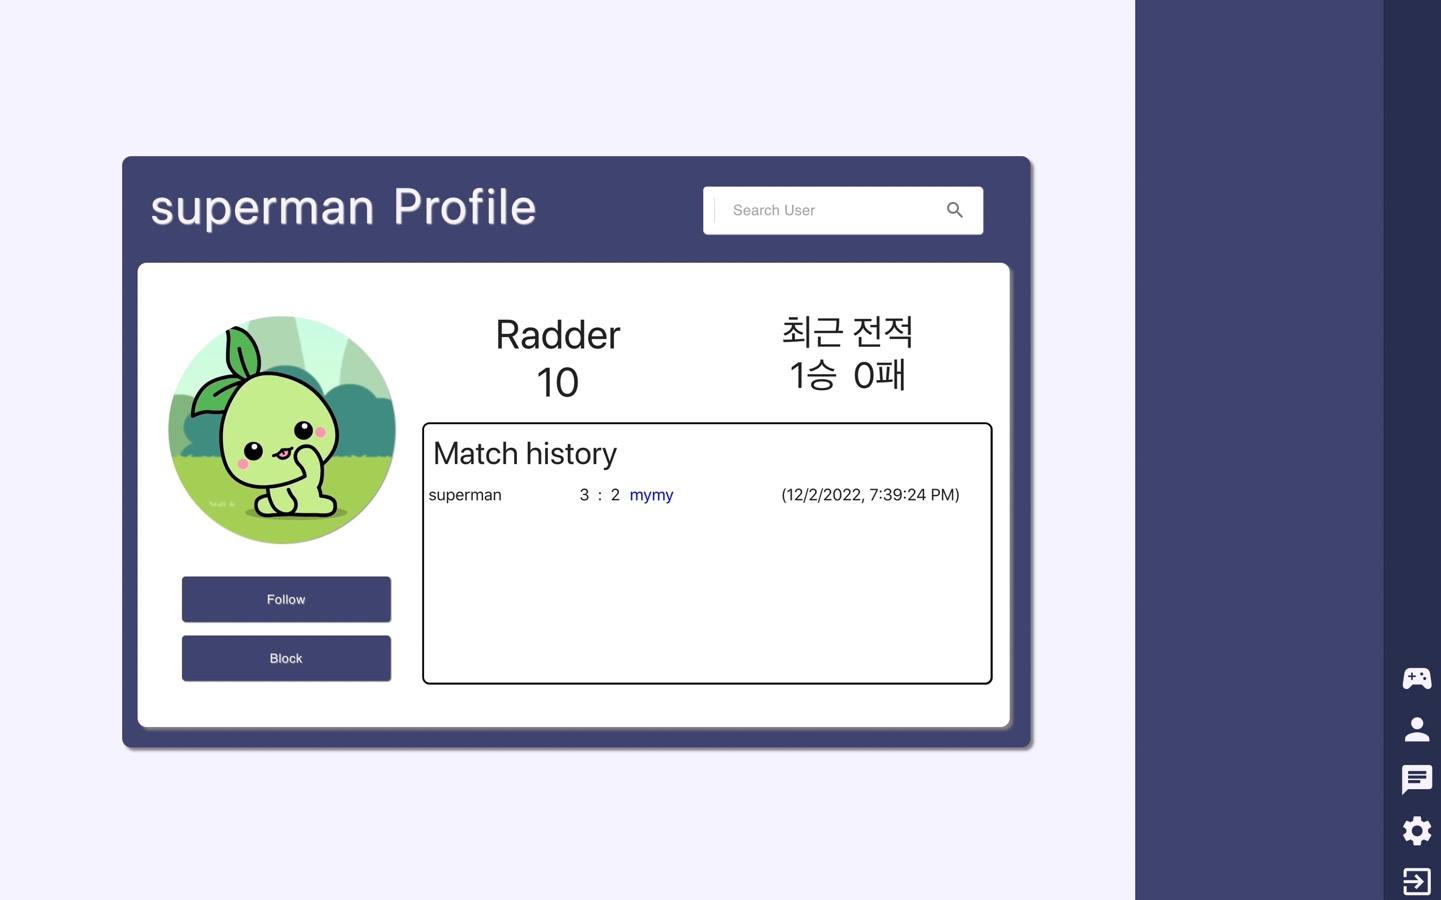 superman Profile
Search User
Radder
10
최근 전적
1승 0패
Match history
superman 3 : 2 mymy (12/2/2022, 7:39:24 PM)
Follow
Block